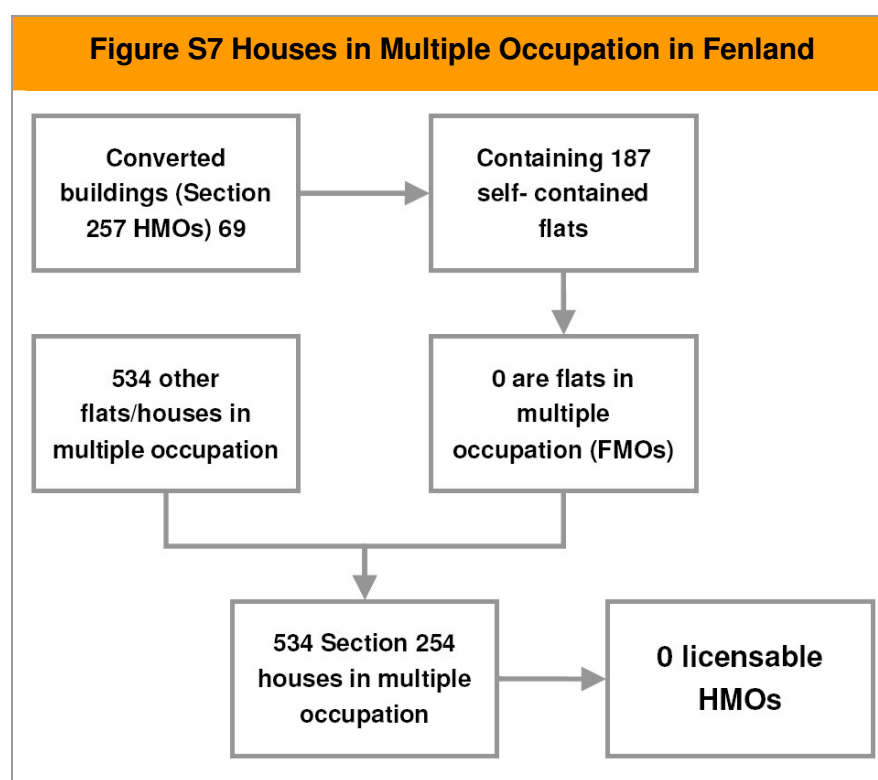 Figure S7 Houses in Multiple Occupation in Fenland
Converted
buildings (Section
257 HMOs) 69
Containing 187
self- contained
flats
534 other
flats/houses in
multiple occupation
0 are flats in
multiple
occupation (FMOs)
534 Section 254
houses in multiple
occupation
0 licensable
HMOs